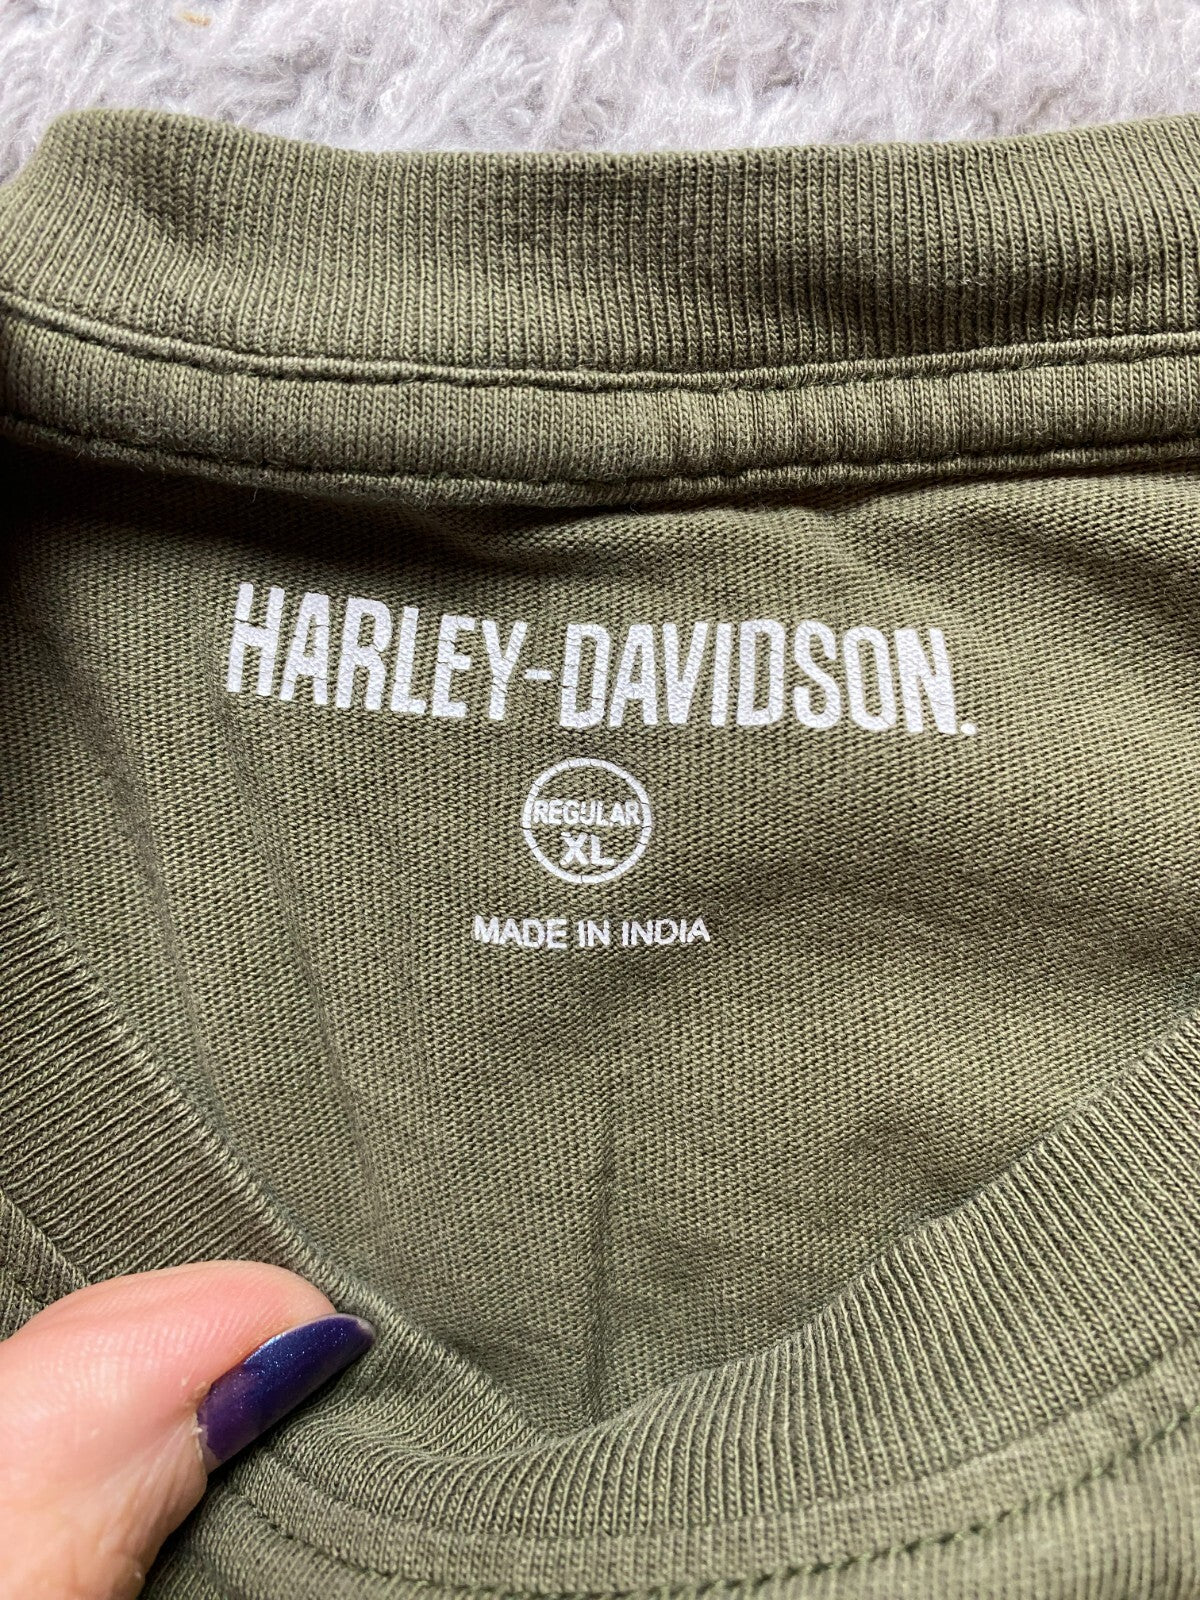 HARLEY-DAVIDSON.
REGULAR
XL
MADE IN INDIA